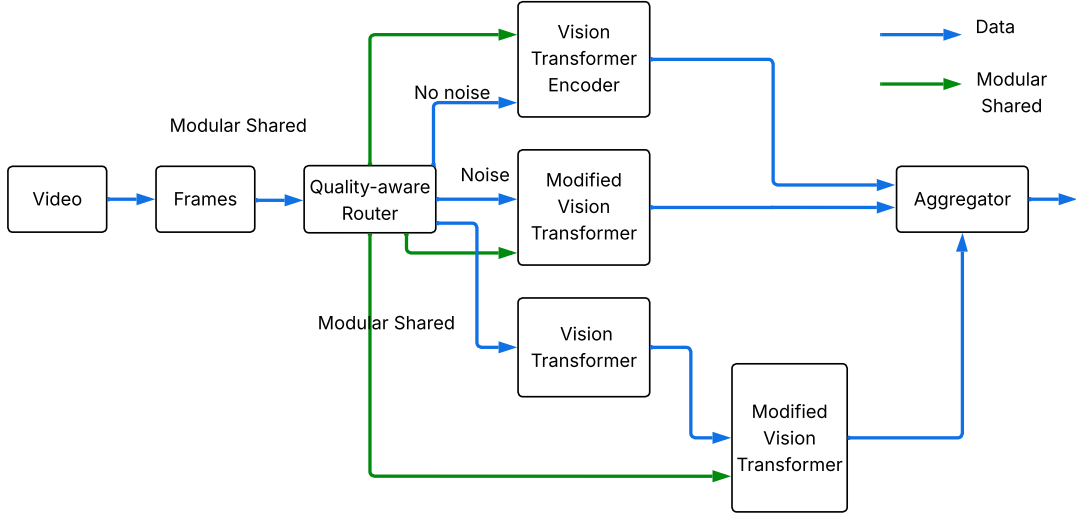 Vision
Transformer
Encoder
Data
Modular
Shared
No noise
Modular Shared
Video
Frames
Quality-aware
Router
Noise
Modified
Vision
Transformer
Aggregator
Modular Shared
Vision
Transformer
Modified
Vision
Transformer